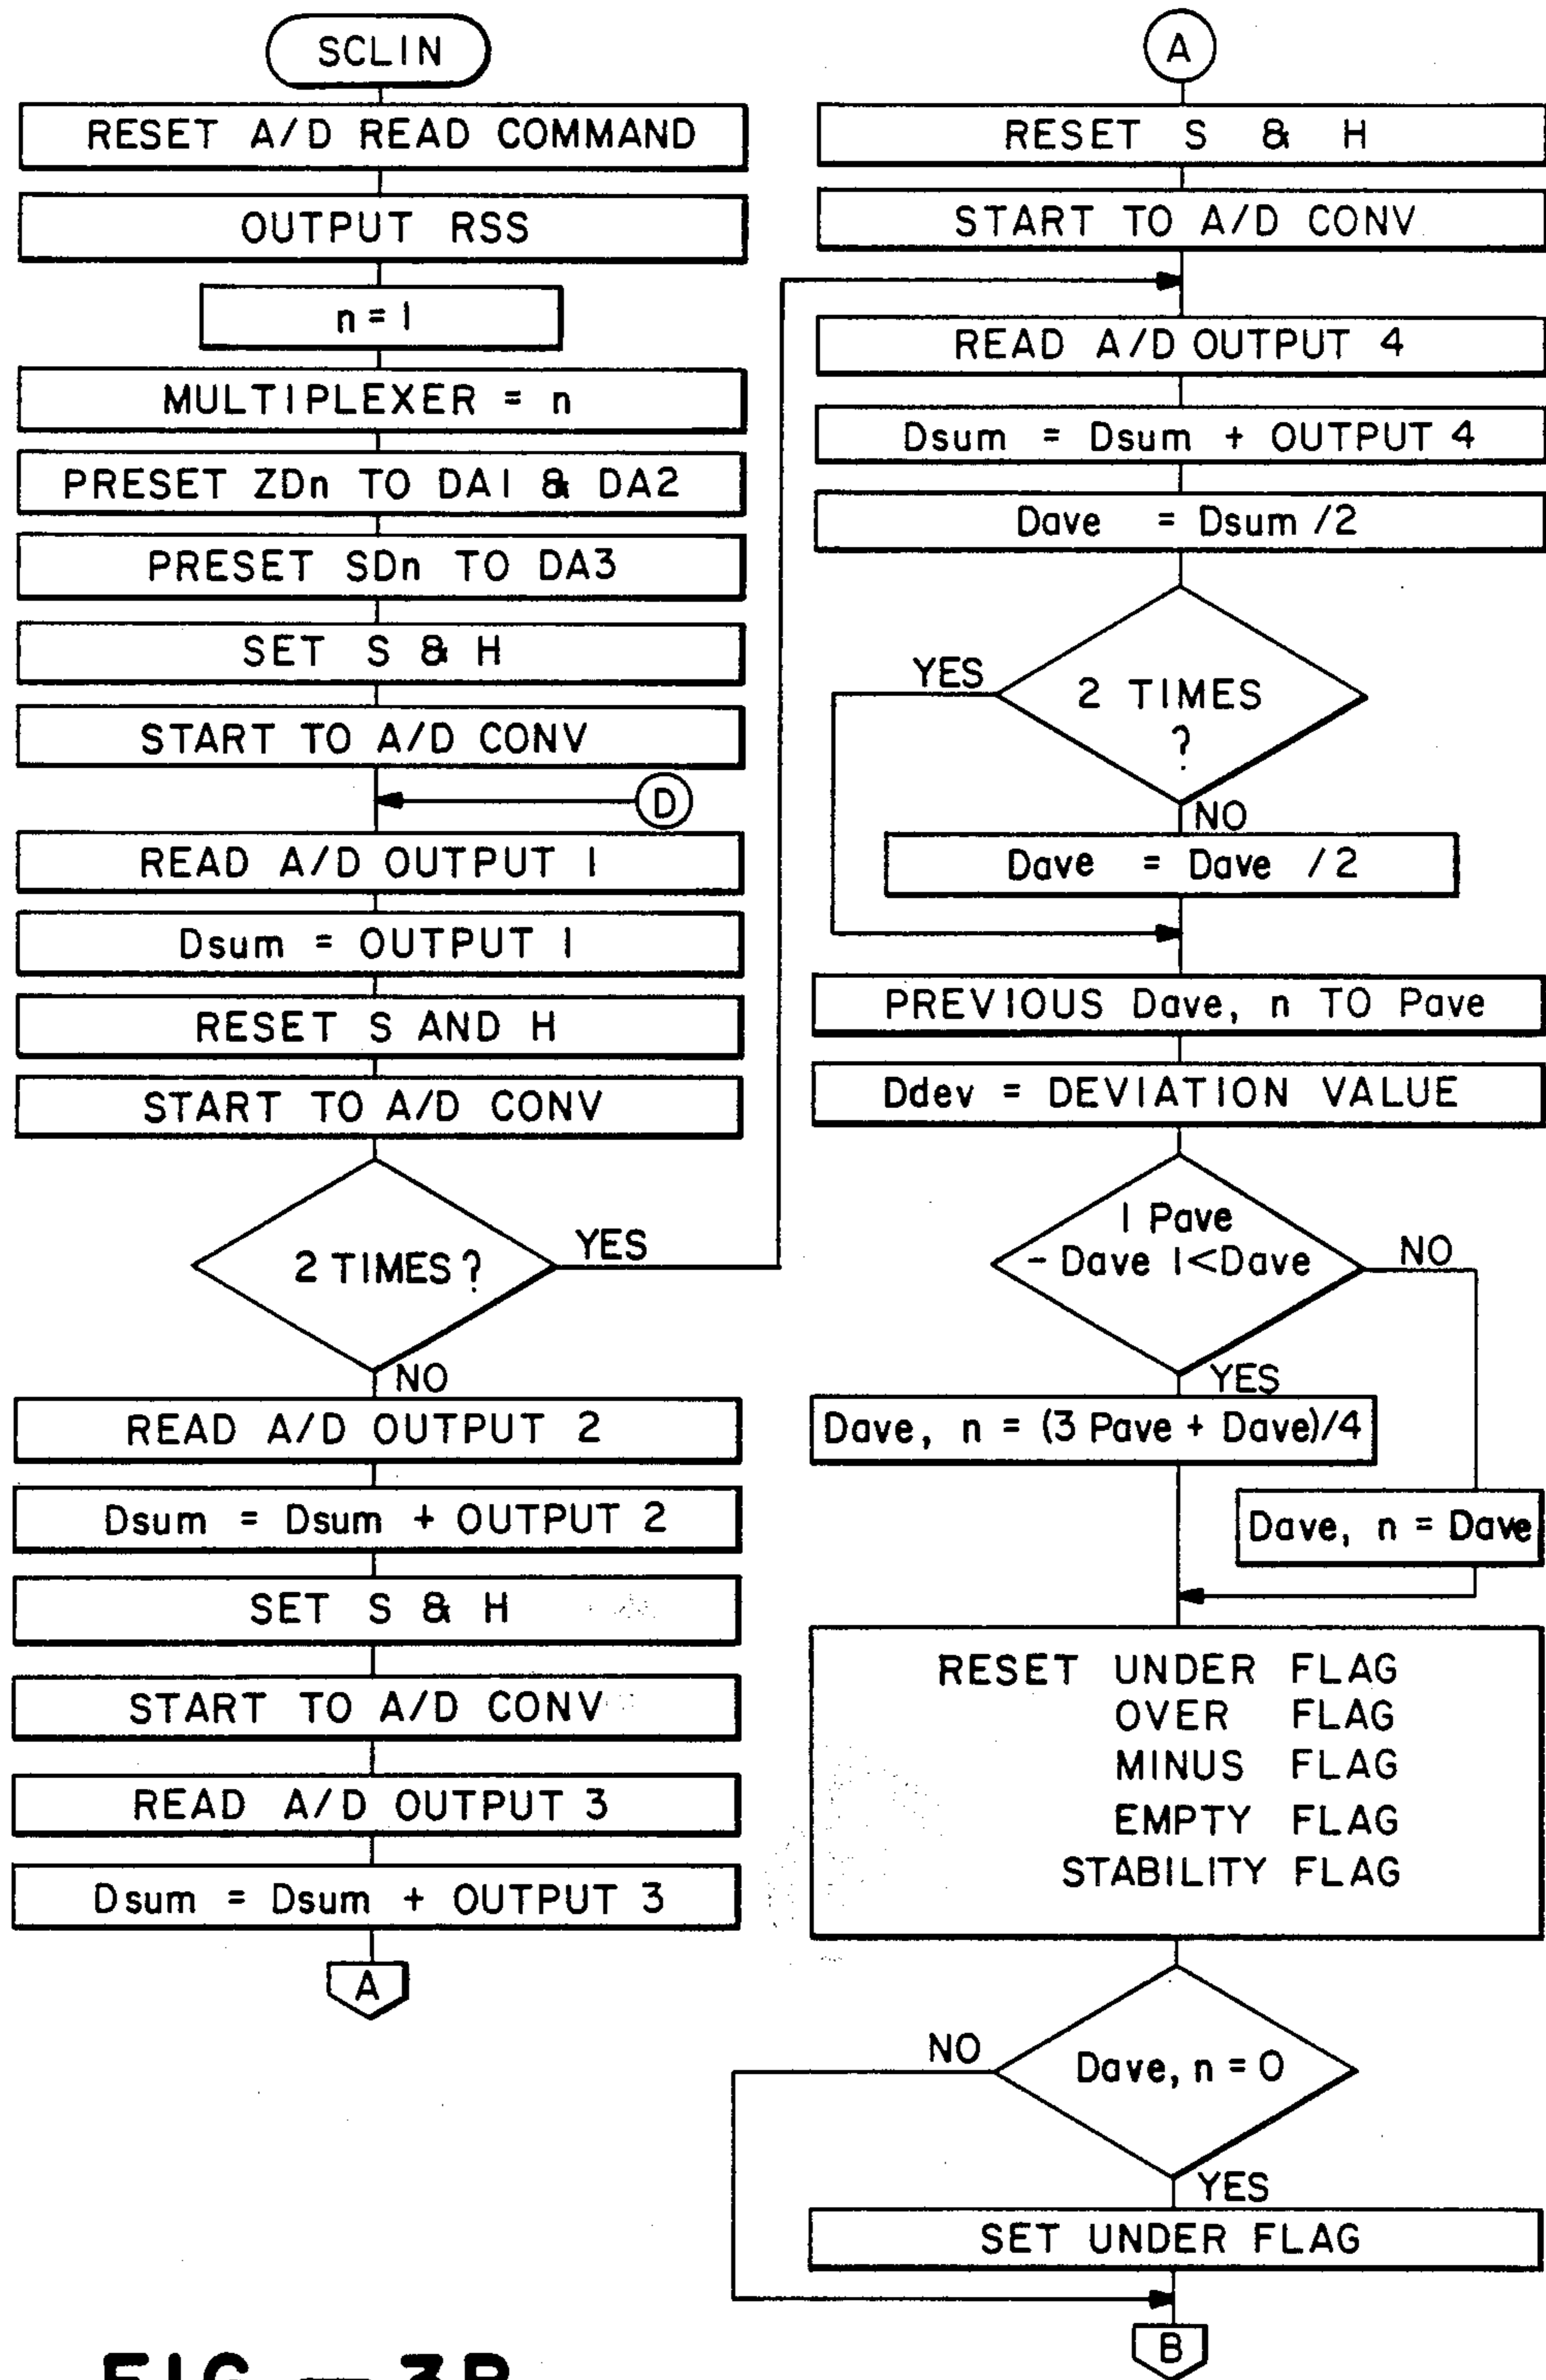 SCLIN
RESET A/D READ COMMAND
OUTPUT RSS
n = 1
MULTIPLEXER = n
PRESET ZDn TO DA1 & DA2
PRESET SDn TO DA3
SET S & H
START TO A/D CONV
D
READ A/D OUTPUT 1
Dsum = OUTPUT 1
RESET S AND H
START TO A/D CONV
2 TIMES ?
YES
NO
READ A/D OUTPUT 2
Dsum = Dsum + OUTPUT 2
SET S & H
START TO A/D CONV
READ A/D OUTPUT 3
Dsum = Dsum + OUTPUT 3
A
A
RESET S & H
START TO A/D CONV
READ A/D OUTPUT 4
Dsum = Dsum + OUTPUT 4
Dave = Dsum /2
YES
2 TIMES
?
NO
Dave = Dave /2
PREVIOUS Dave, n TO Pave
Ddev = DEVIATION VALUE
| Pave
- Dave |<Dave
NO
YES
Dave, n = (3 Pave + Dave)/4
Dave, n = Dave
RESET UNDER FLAG
OVER FLAG
MINUS FLAG
EMPTY FLAG
STABILITY FLAG
NO
Dave, n = 0
YES
SET UNDER FLAG
B
FIG. — 3B